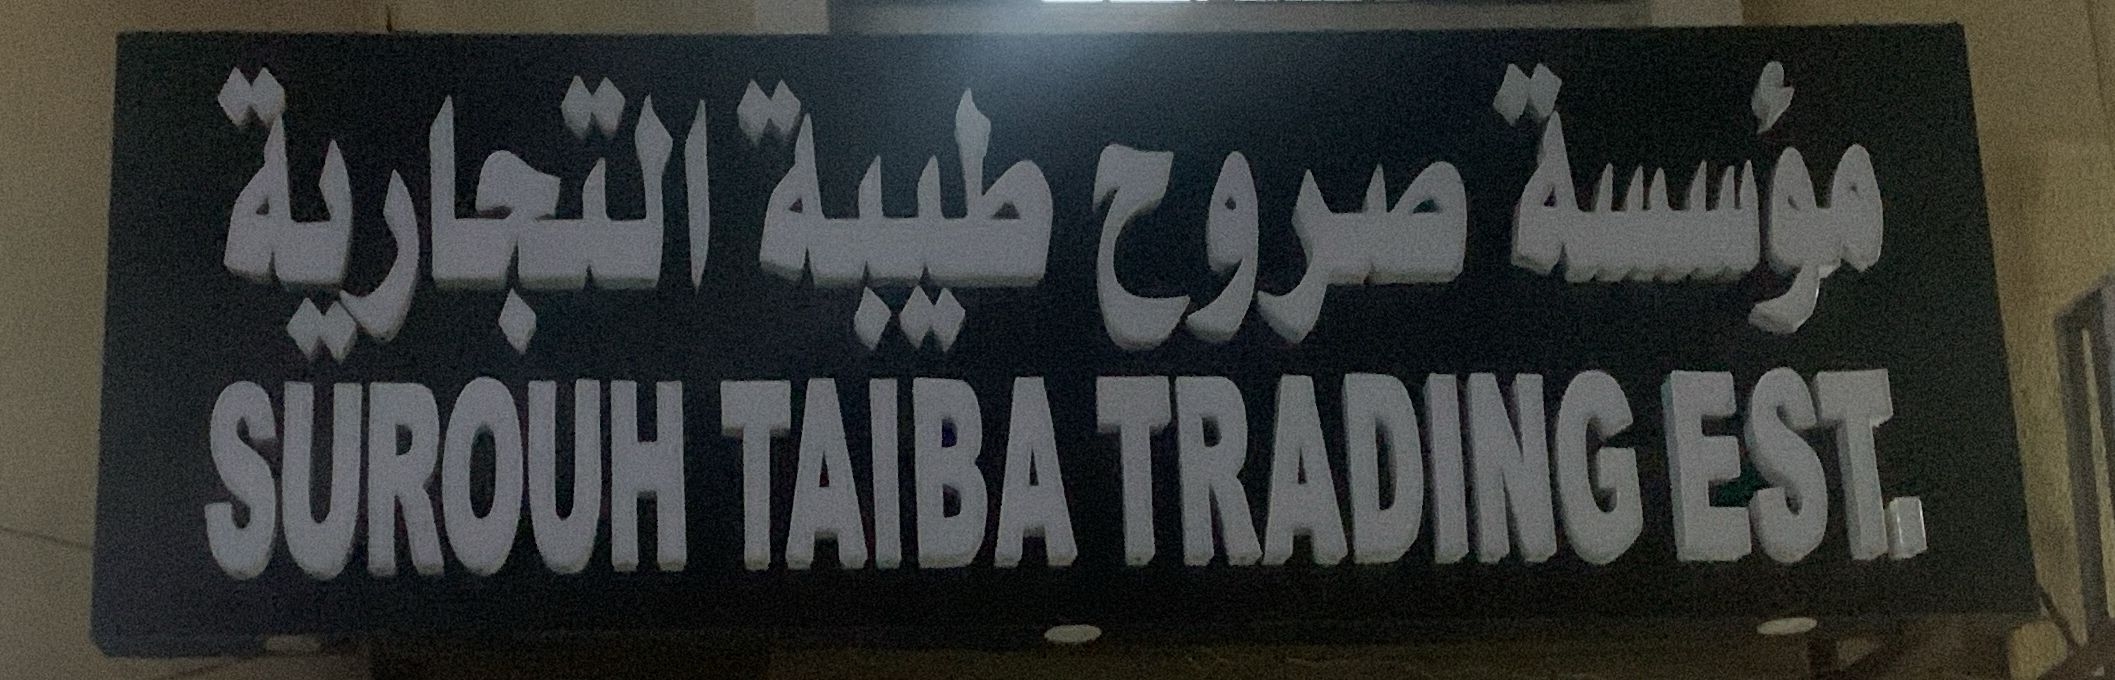 مؤسسة صروح طيبة التجارية
SUROUH TAIBA TRADING EST.